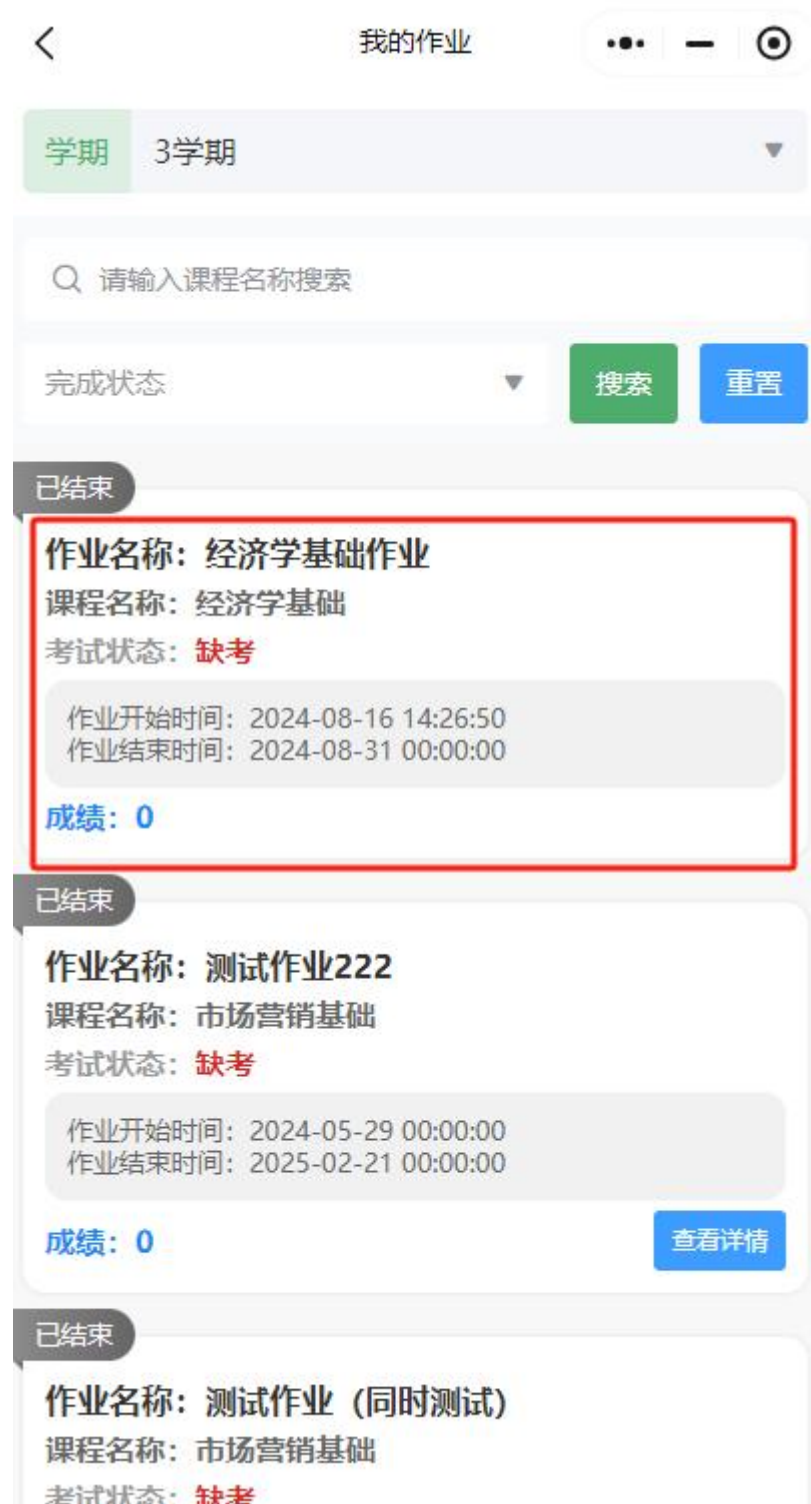 我的作业
学期 3学期
请输入课程名称搜索
完成状态 搜索 重置
已结束
作业名称：经济学基础作业
课程名称：经济学基础
考试状态：缺考
作业开始时间：2024-08-16 14:26:50
作业结束时间：2024-08-31 00:00:00
成绩：0
已结束
作业名称：测试作业222
课程名称：市场营销基础
考试状态：缺考
作业开始时间：2024-05-29 00:00:00
作业结束时间：2025-02-21 00:00:00
成绩：0 查看详情
已结束
作业名称：测试作业（同时测试）
课程名称：市场营销基础
考试状态：缺考